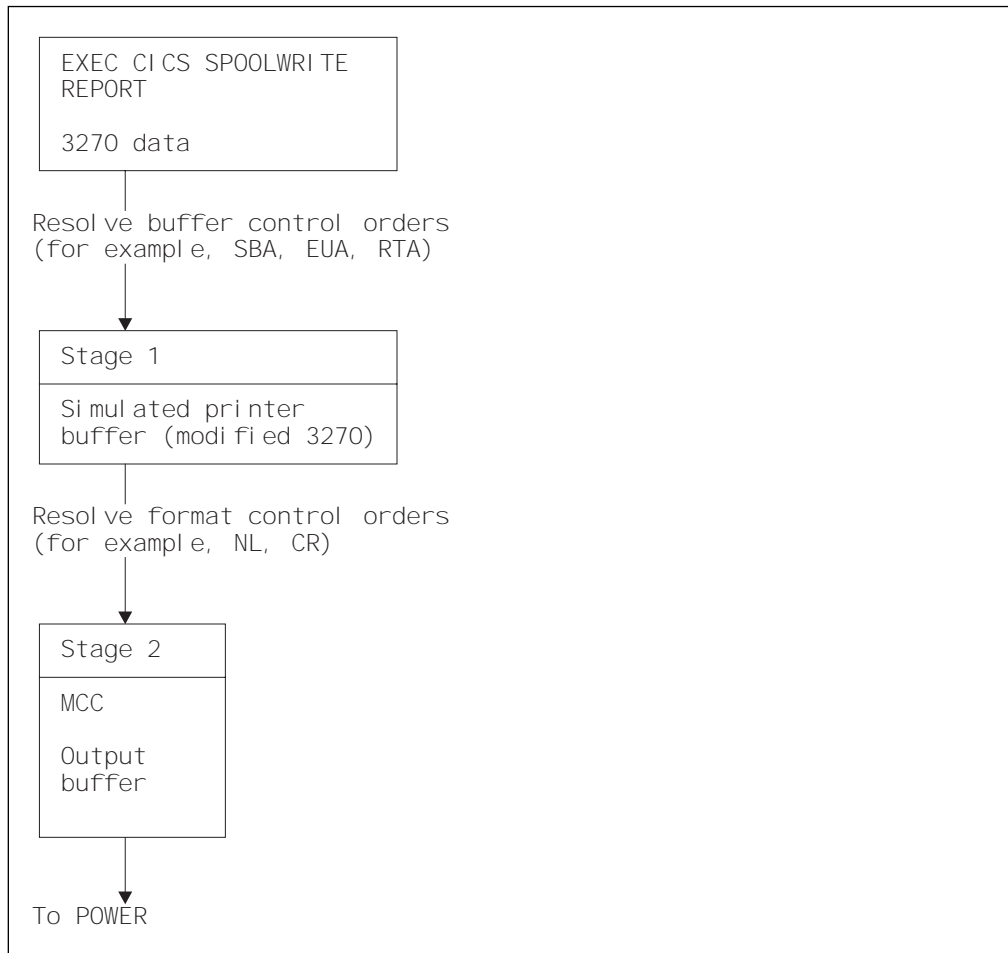 EXEC CICS SPOOLWRITE
REPORT
3270 data
Resolve buffer control orders
(for example, SBA, EUA, RTA)
Stage 1
Simulated printer
buffer (modified 3270)
Resolve format control orders
(for example, NL, CR)
Stage 2
MCC
Output
buffer
To POWER